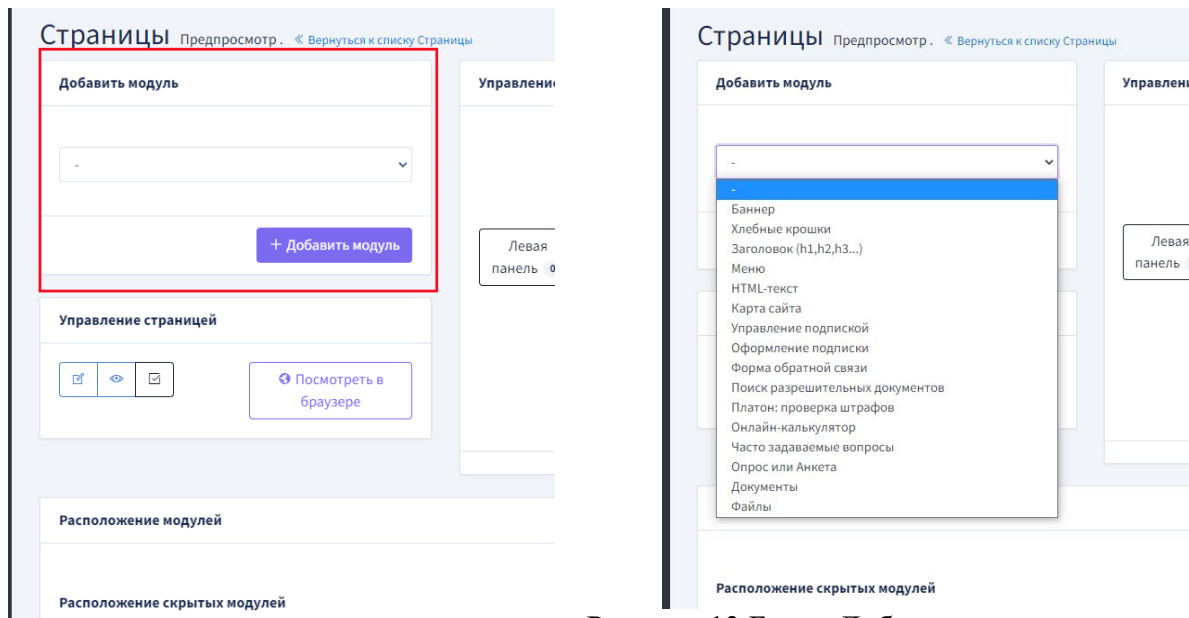 Страницы Предпросмотр. « Вернуться к списку Страницы
Добавить модуль
-
+ Добавить модуль
Управление страницей
Посмотреть в
браузере
Левая
панель 0
Расположение модулей
Расположение скрытых модулей
Страницы Предпросмотр. « Вернуться к списку Страницы
Добавить модуль
-
-
Баннер
Хлебные крошки
Заголовок (h1,h2,h3...)
Меню
HTML-текст
Карта сайта
Управление подпиской
Оформление подписки
Форма обратной связи
Поиск разрешительных документов
Платон: проверка штрафов
Онлайн-калькулятор
Часто задаваемые вопросы
Опрос или Анкета
Документы
Файлы
Левая
панель
Расположение скрытых модулей